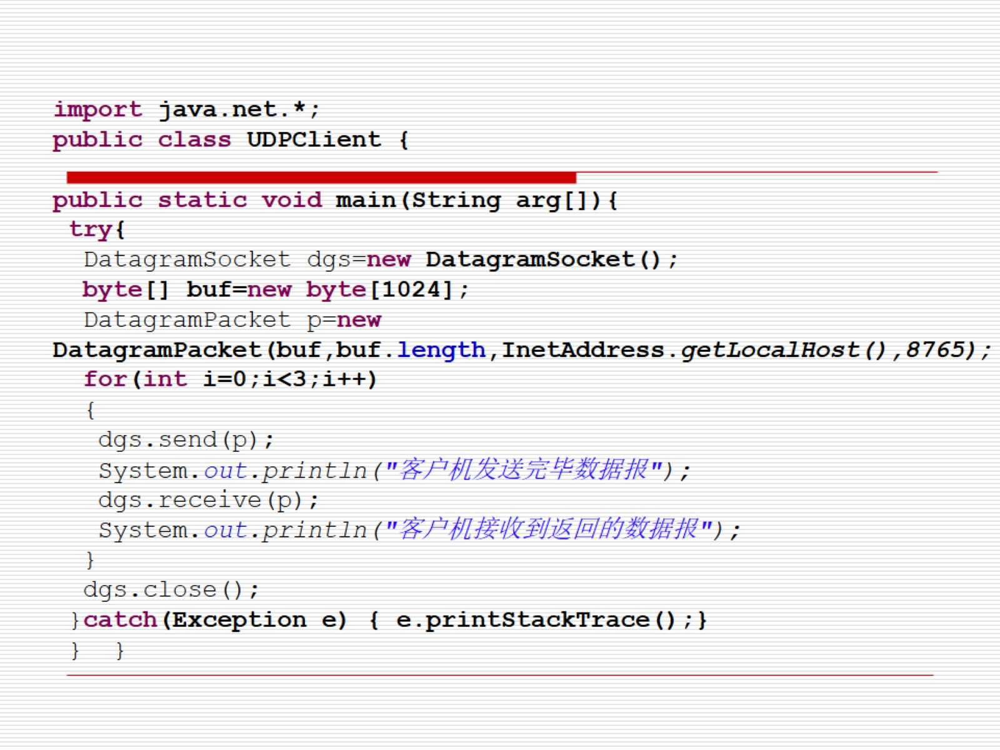 import java.net.*;
public class UDPClient {
public static void main(String arg[]){
try{
DatagramSocket dgs=new DatagramSocket();
byte[] buf=new byte[1024];
DatagramPacket p=new
DatagramPacket(buf,buf.length,InetAddress.getLocalHost(),8765);
for(int i=0;i<3;i++)
{
dgs.send(p);
System.out.println("客户机发送完毕数据报");
dgs.receive(p);
System.out.println("客户机接收到返回的数据报");
}
dgs.close();
}catch(Exception e) { e.printStackTrace();}
} }